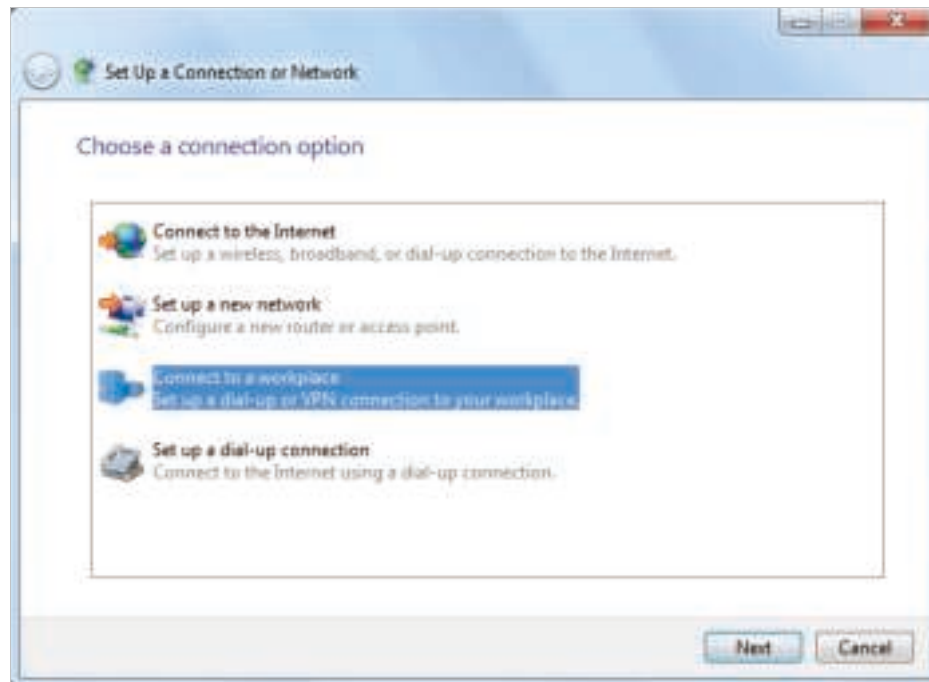 Set Up a Connection or Network
Choose a connection option
Connect to the Internet
Set up a wireless, broadband, or dial-up connection to the Internet.
Set up a new network
Configure a new router or access point.
Connect to a workplace
Set up a dial-up or VPN connection to your workplace.
Set up a dial-up connection
Connect to the Internet using a dial-up connection.
Next
Cancel